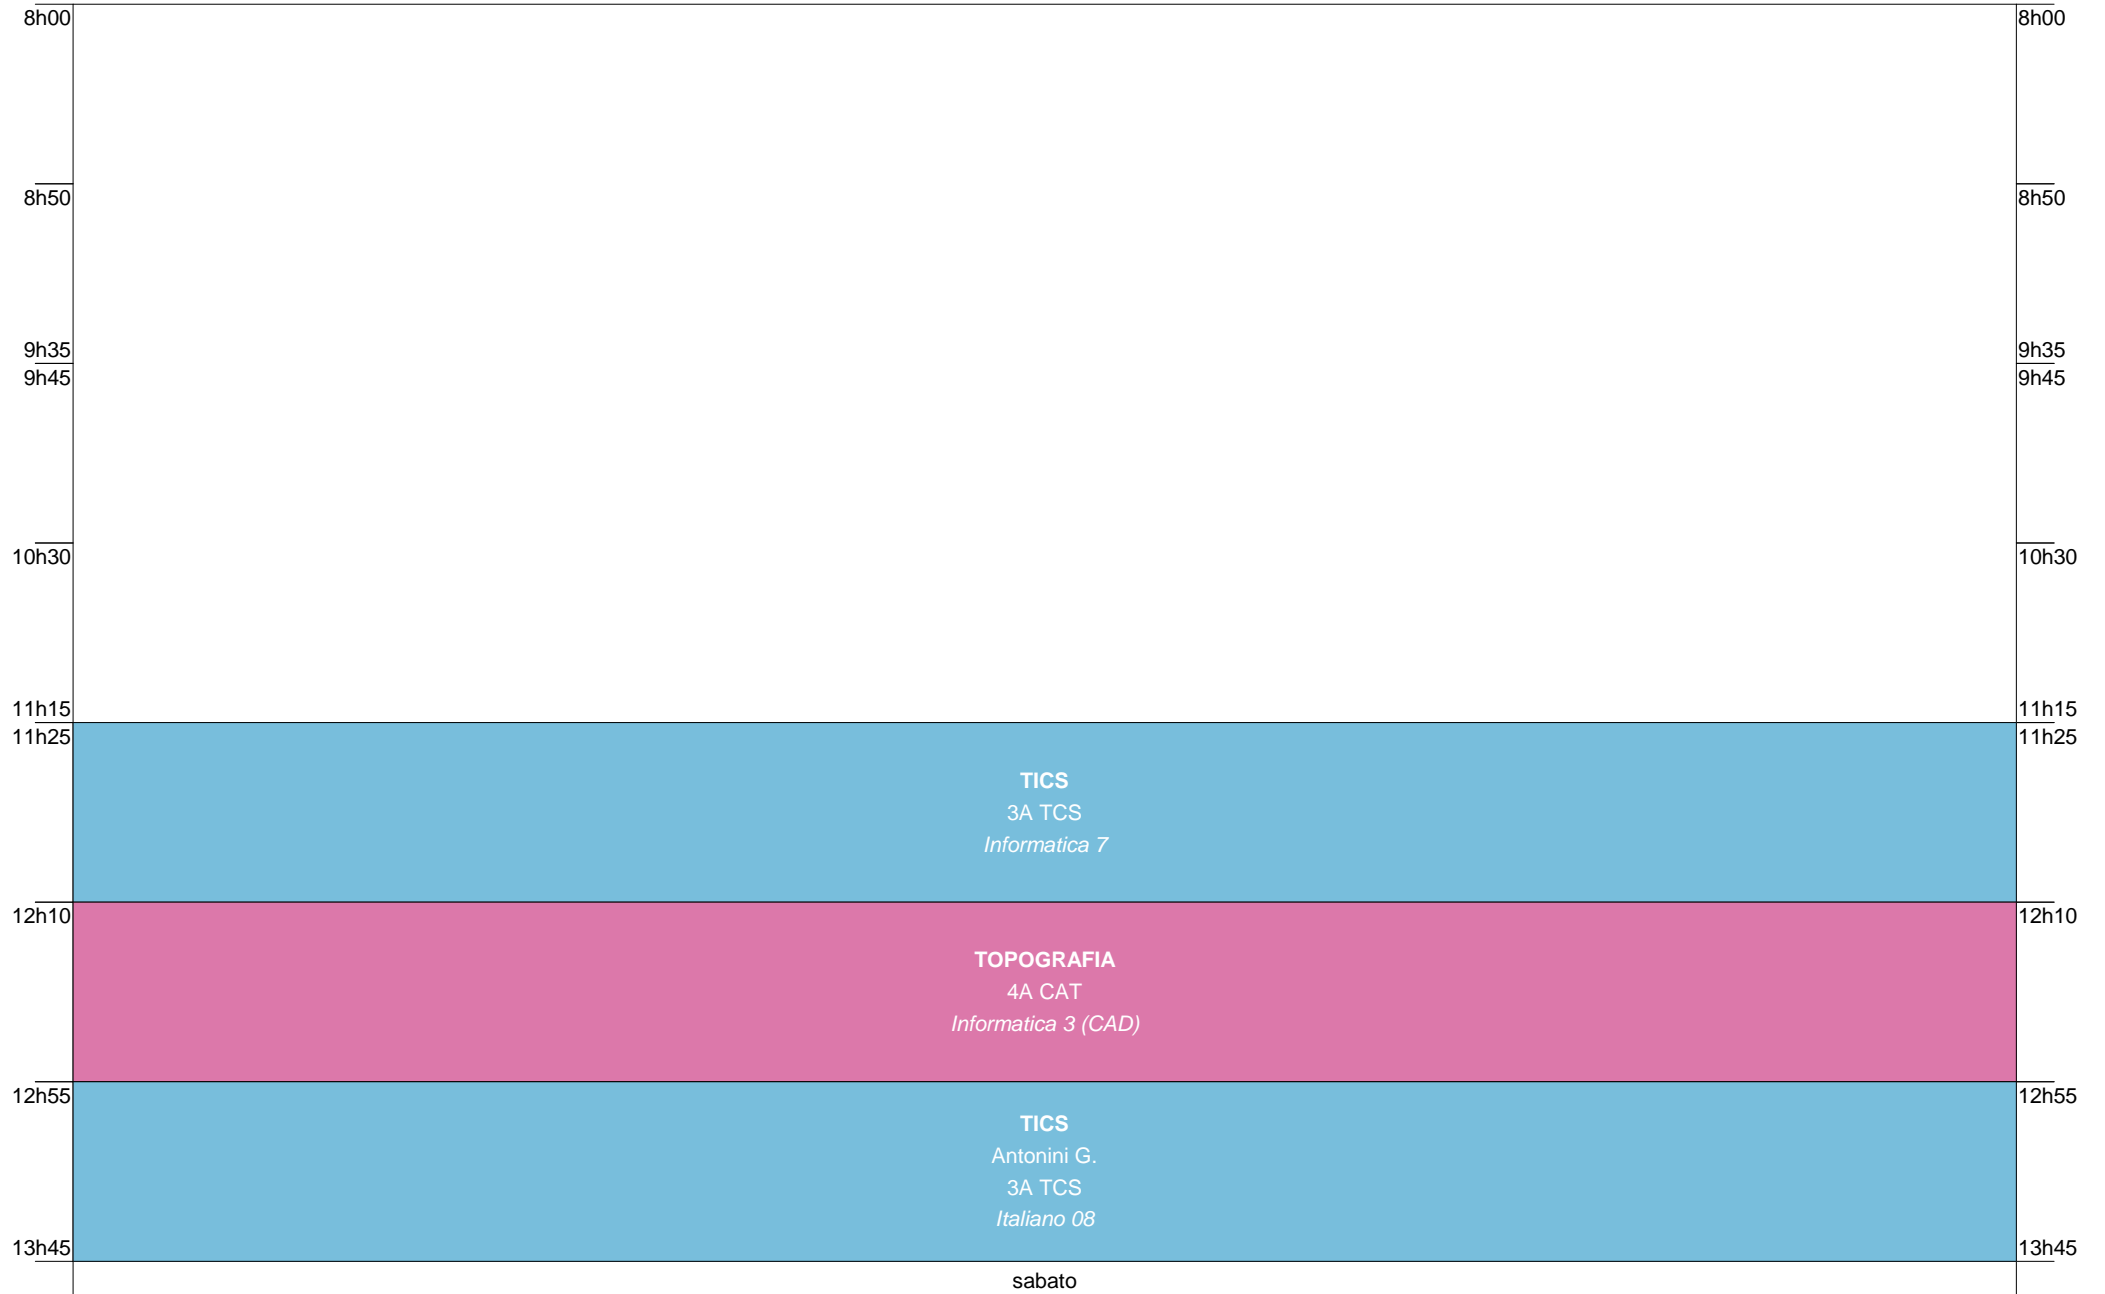 8h00
8h00
8h50
8h50
9h35
9h35
9h45
9h45
10h30
10h30
11h15
11h15
11h25
11h25
TICS
3A TCS
Informatica 7
12h10
12h10
TOPOGRAFIA
4A CAT
Informatica 3 (CAD)
12h55
12h55
TICS
Antonini G.
3A TCS
Italiano 08
13h45
13h45
sabato